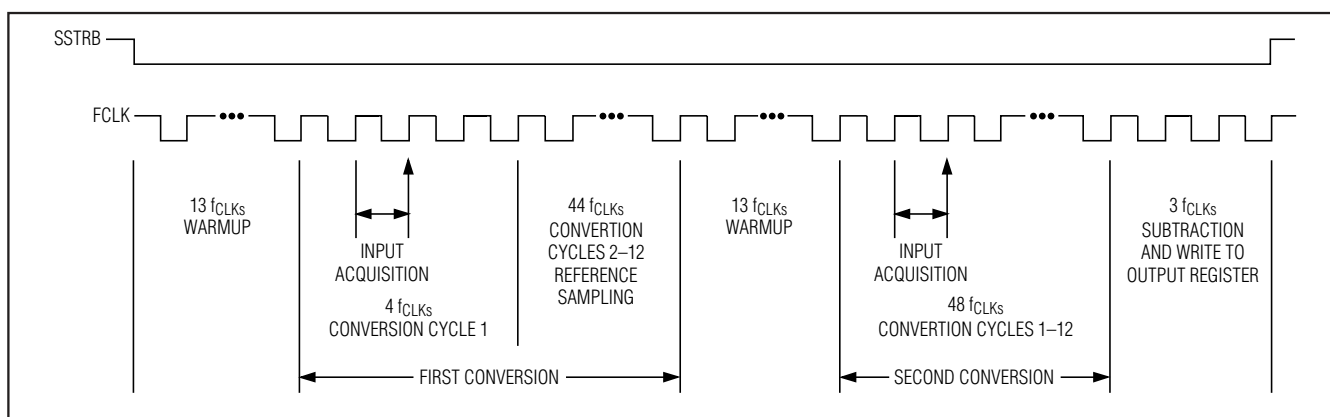 SSTRB
FCLK
13 fCLKs
WARMUP
INPUT
ACQUISITION
4 fCLKs
CONVERSION CYCLE 1
44 fCLKs
CONVERTION
CYCLES 2–12
REFERENCE
SAMPLING
13 fCLKs
WARMUP
INPUT
ACQUISITION
48 fCLKs
CONVERTION CYCLES 1–12
3 fCLKs
SUBTRACTION
AND WRITE TO
OUTPUT REGISTER
FIRST CONVERSION
SECOND CONVERSION